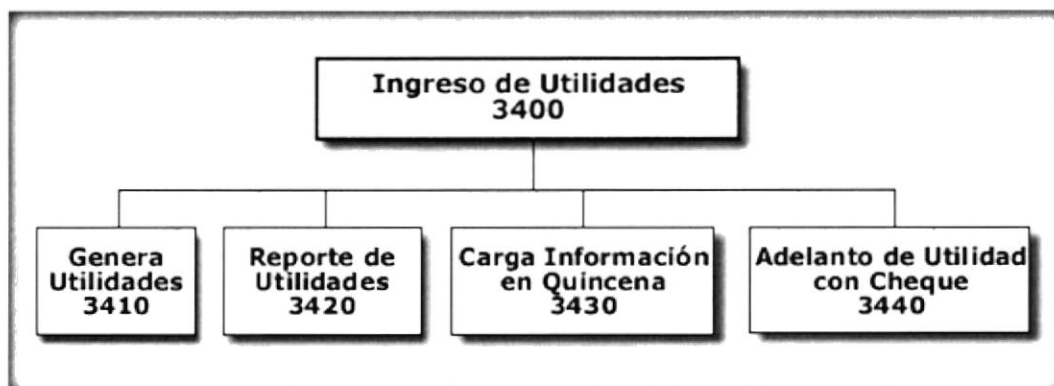 Ingreso de Utilidades
3400
Genera
Utilidades
3410
Reporte de
Utilidades
3420
Carga Información
en Quincena
3430
Adelanto de Utilidad
con Cheque
3440